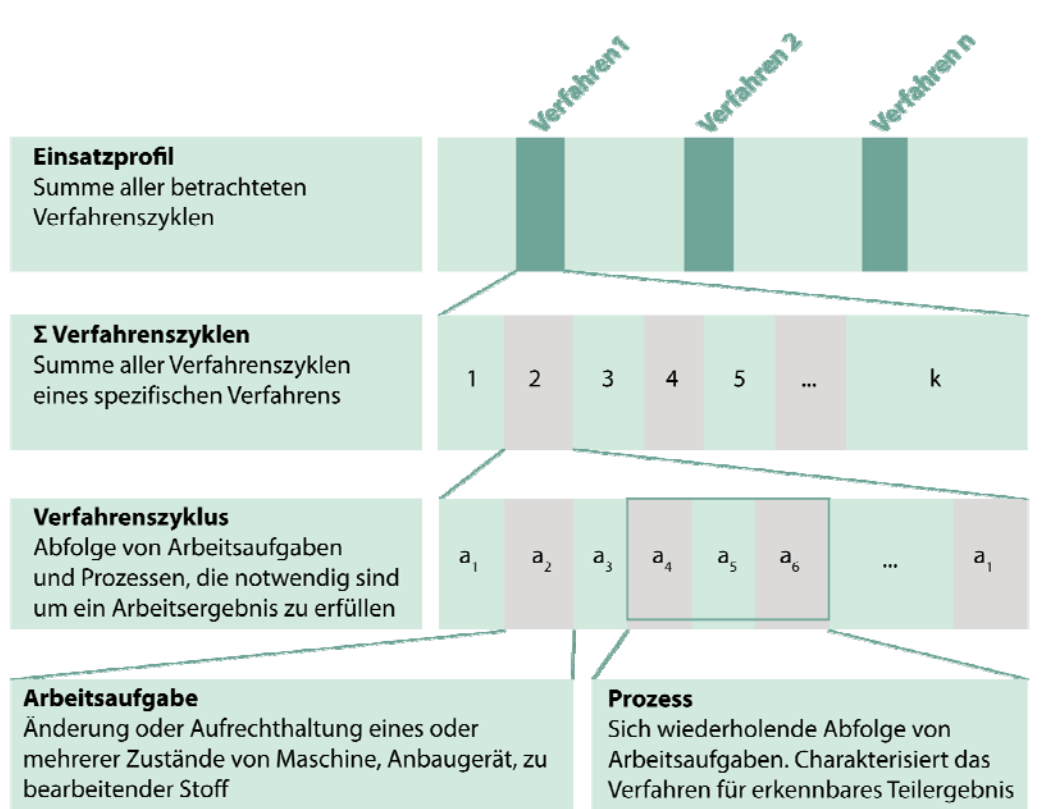 Verfahren1
Verfahren 2
Verfahren n
Einsatzprofil
Summe aller betrachteten
Verfahrenszyklen
Σ Verfahrenszyklen
Summe aller Verfahrenszyklen
eines spezifischen Verfahrens
1 2 3 4 5 ... k
Verfahrenszyklus
Abfolge von Arbeitsaufgaben
und Prozessen, die notwendig sind
um ein Arbeitsergebnis zu erfüllen
a₁ a₂ a₃ a₄ a₅ a₆ ... a₁
Arbeitsaufgabe
Änderung oder Aufrechthaltung eines oder
mehrerer Zustände von Maschine, Anbaugerät, zu
bearbeitender Stoff
Prozess
Sich wiederholende Abfolge von
Arbeitsaufgaben. Charakterisiert das
Verfahren für erkennbares Teilergebnis